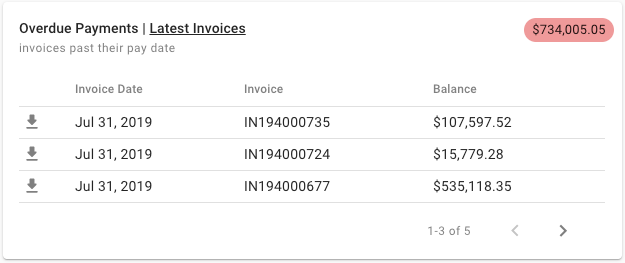 Overdue Payments | Latest Invoices
$734,005.05
invoices past their pay date
Invoice Date Invoice Balance
Jul 31, 2019 IN194000735 $107,597.52
Jul 31, 2019 IN194000724 $15,779.28
Jul 31, 2019 IN194000677 $535,118.35
1-3 of 5